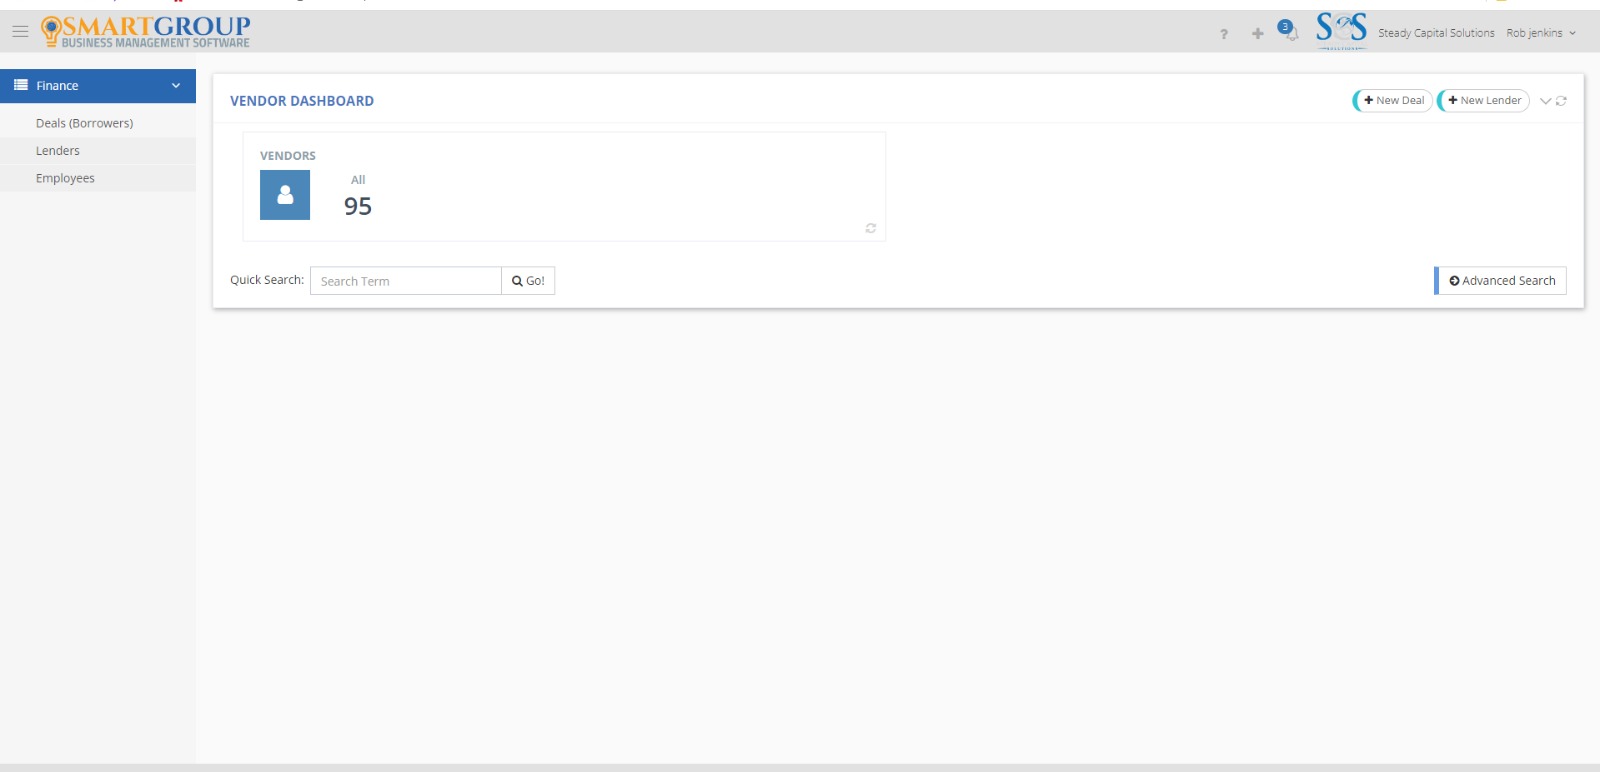 SMARTGROUP
BUSINESS MANAGEMENT SOFTWARE
?
3
SCS
Steady Capital Solutions
Rob jenkins
Finance
Deals (Borrowers)
Lenders
Employees
VENDOR DASHBOARD
New Deal
New Lender
VENDORS
All
95
Quick Search:
Search Term
Go!
Advanced Search